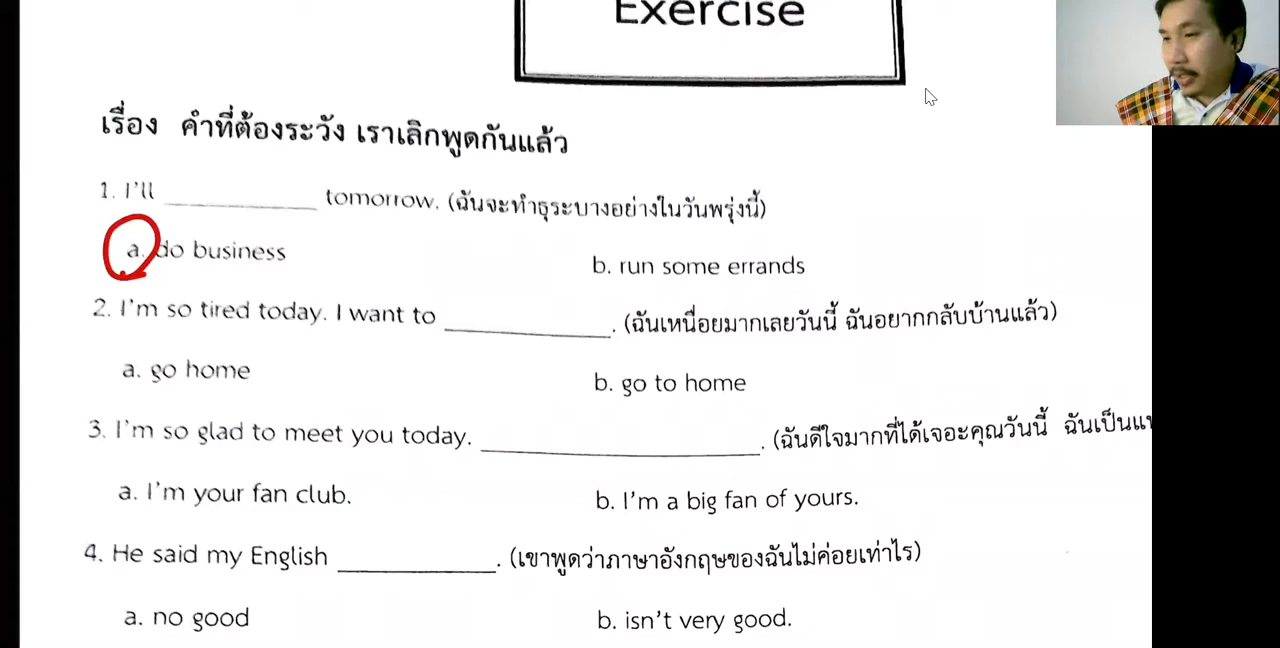 Exercise
เรื่อง คำที่ต้องระวัง เราเลิกพูดกันแล้ว
1. I'll ____________ tomorrow. (ฉันจะทำธุระบางอย่างในวันพรุ่งนี้)
a. do business b. run some errands
2. I'm so tired today. I want to ____________. (ฉันเหนื่อยมากเลยวันนี้ ฉันอยากกลับบ้านแล้ว)
a. go home b. go to home
3. I'm so glad to meet you today. ____________________. (ฉันดีใจมากที่ได้เจอะคุณวันนี้ ฉันเป็น
a. I'm your fan club. b. I'm a big fan of yours.
4. He said my English ____________. (เขาพูดว่าภาษาอังกฤษของฉันไม่ค่อยเท่าไร)
a. no good b. isn't very good.